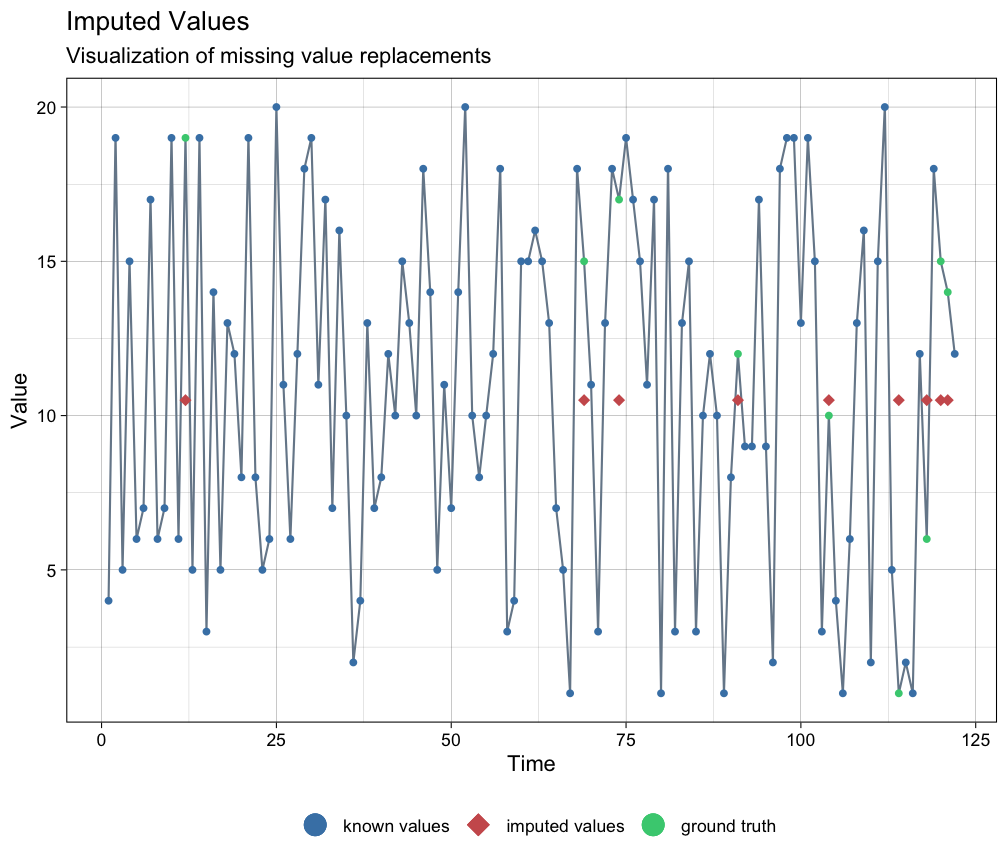 Imputed Values
Visualization of missing value replacements
20
15
10
5
Value
0 25 50 75 100 125
Time
known values imputed values ground truth